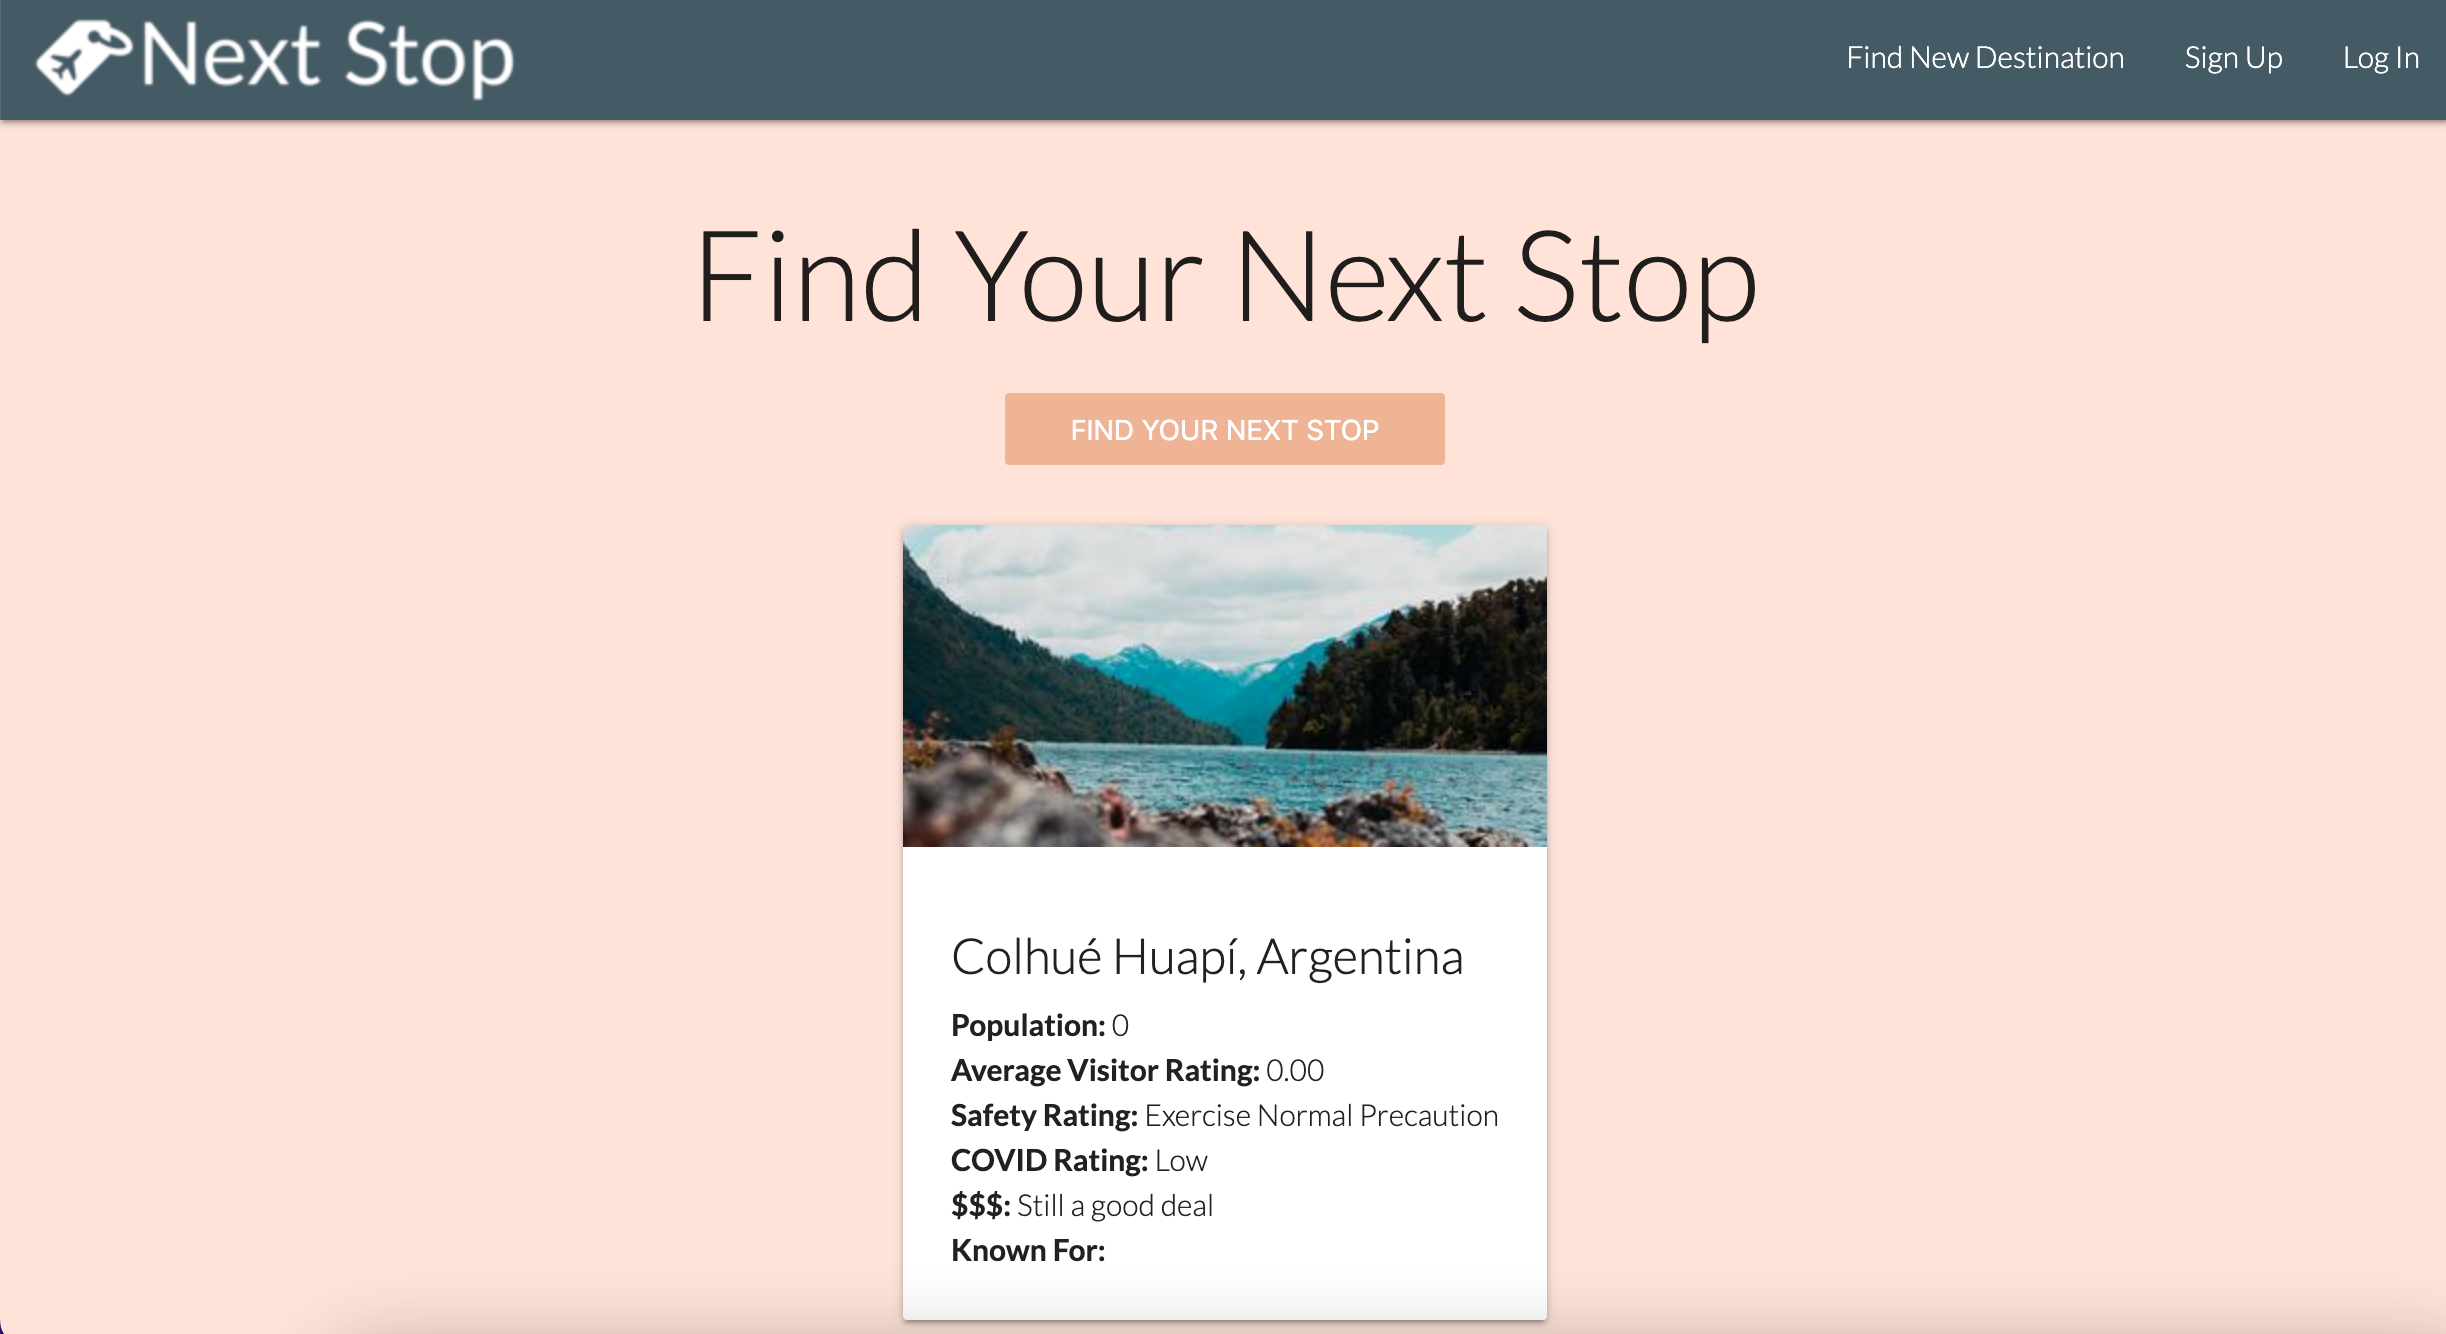 Next Stop
Find New Destination
Sign Up
Log In
Find Your Next Stop
FIND YOUR NEXT STOP
Colhué Huapí, Argentina
Population: 0
Average Visitor Rating: 0.00
Safety Rating: Exercise Normal Precaution
COVID Rating: Low
$$$: Still a good deal
Known For: